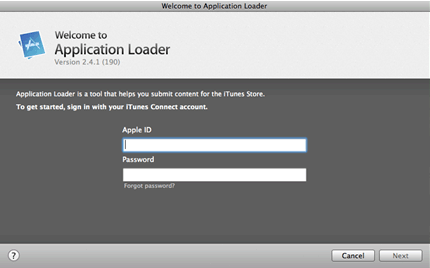 Welcome to Application Loader
Welcome to
Application Loader
Version 2.4.1 (190)
Application Loader is a tool that helps you submit content for the iTunes Store.
To get started, sign in with your iTunes Connect account.
Apple ID
Password
Forgot password?
?
Cancel
Next